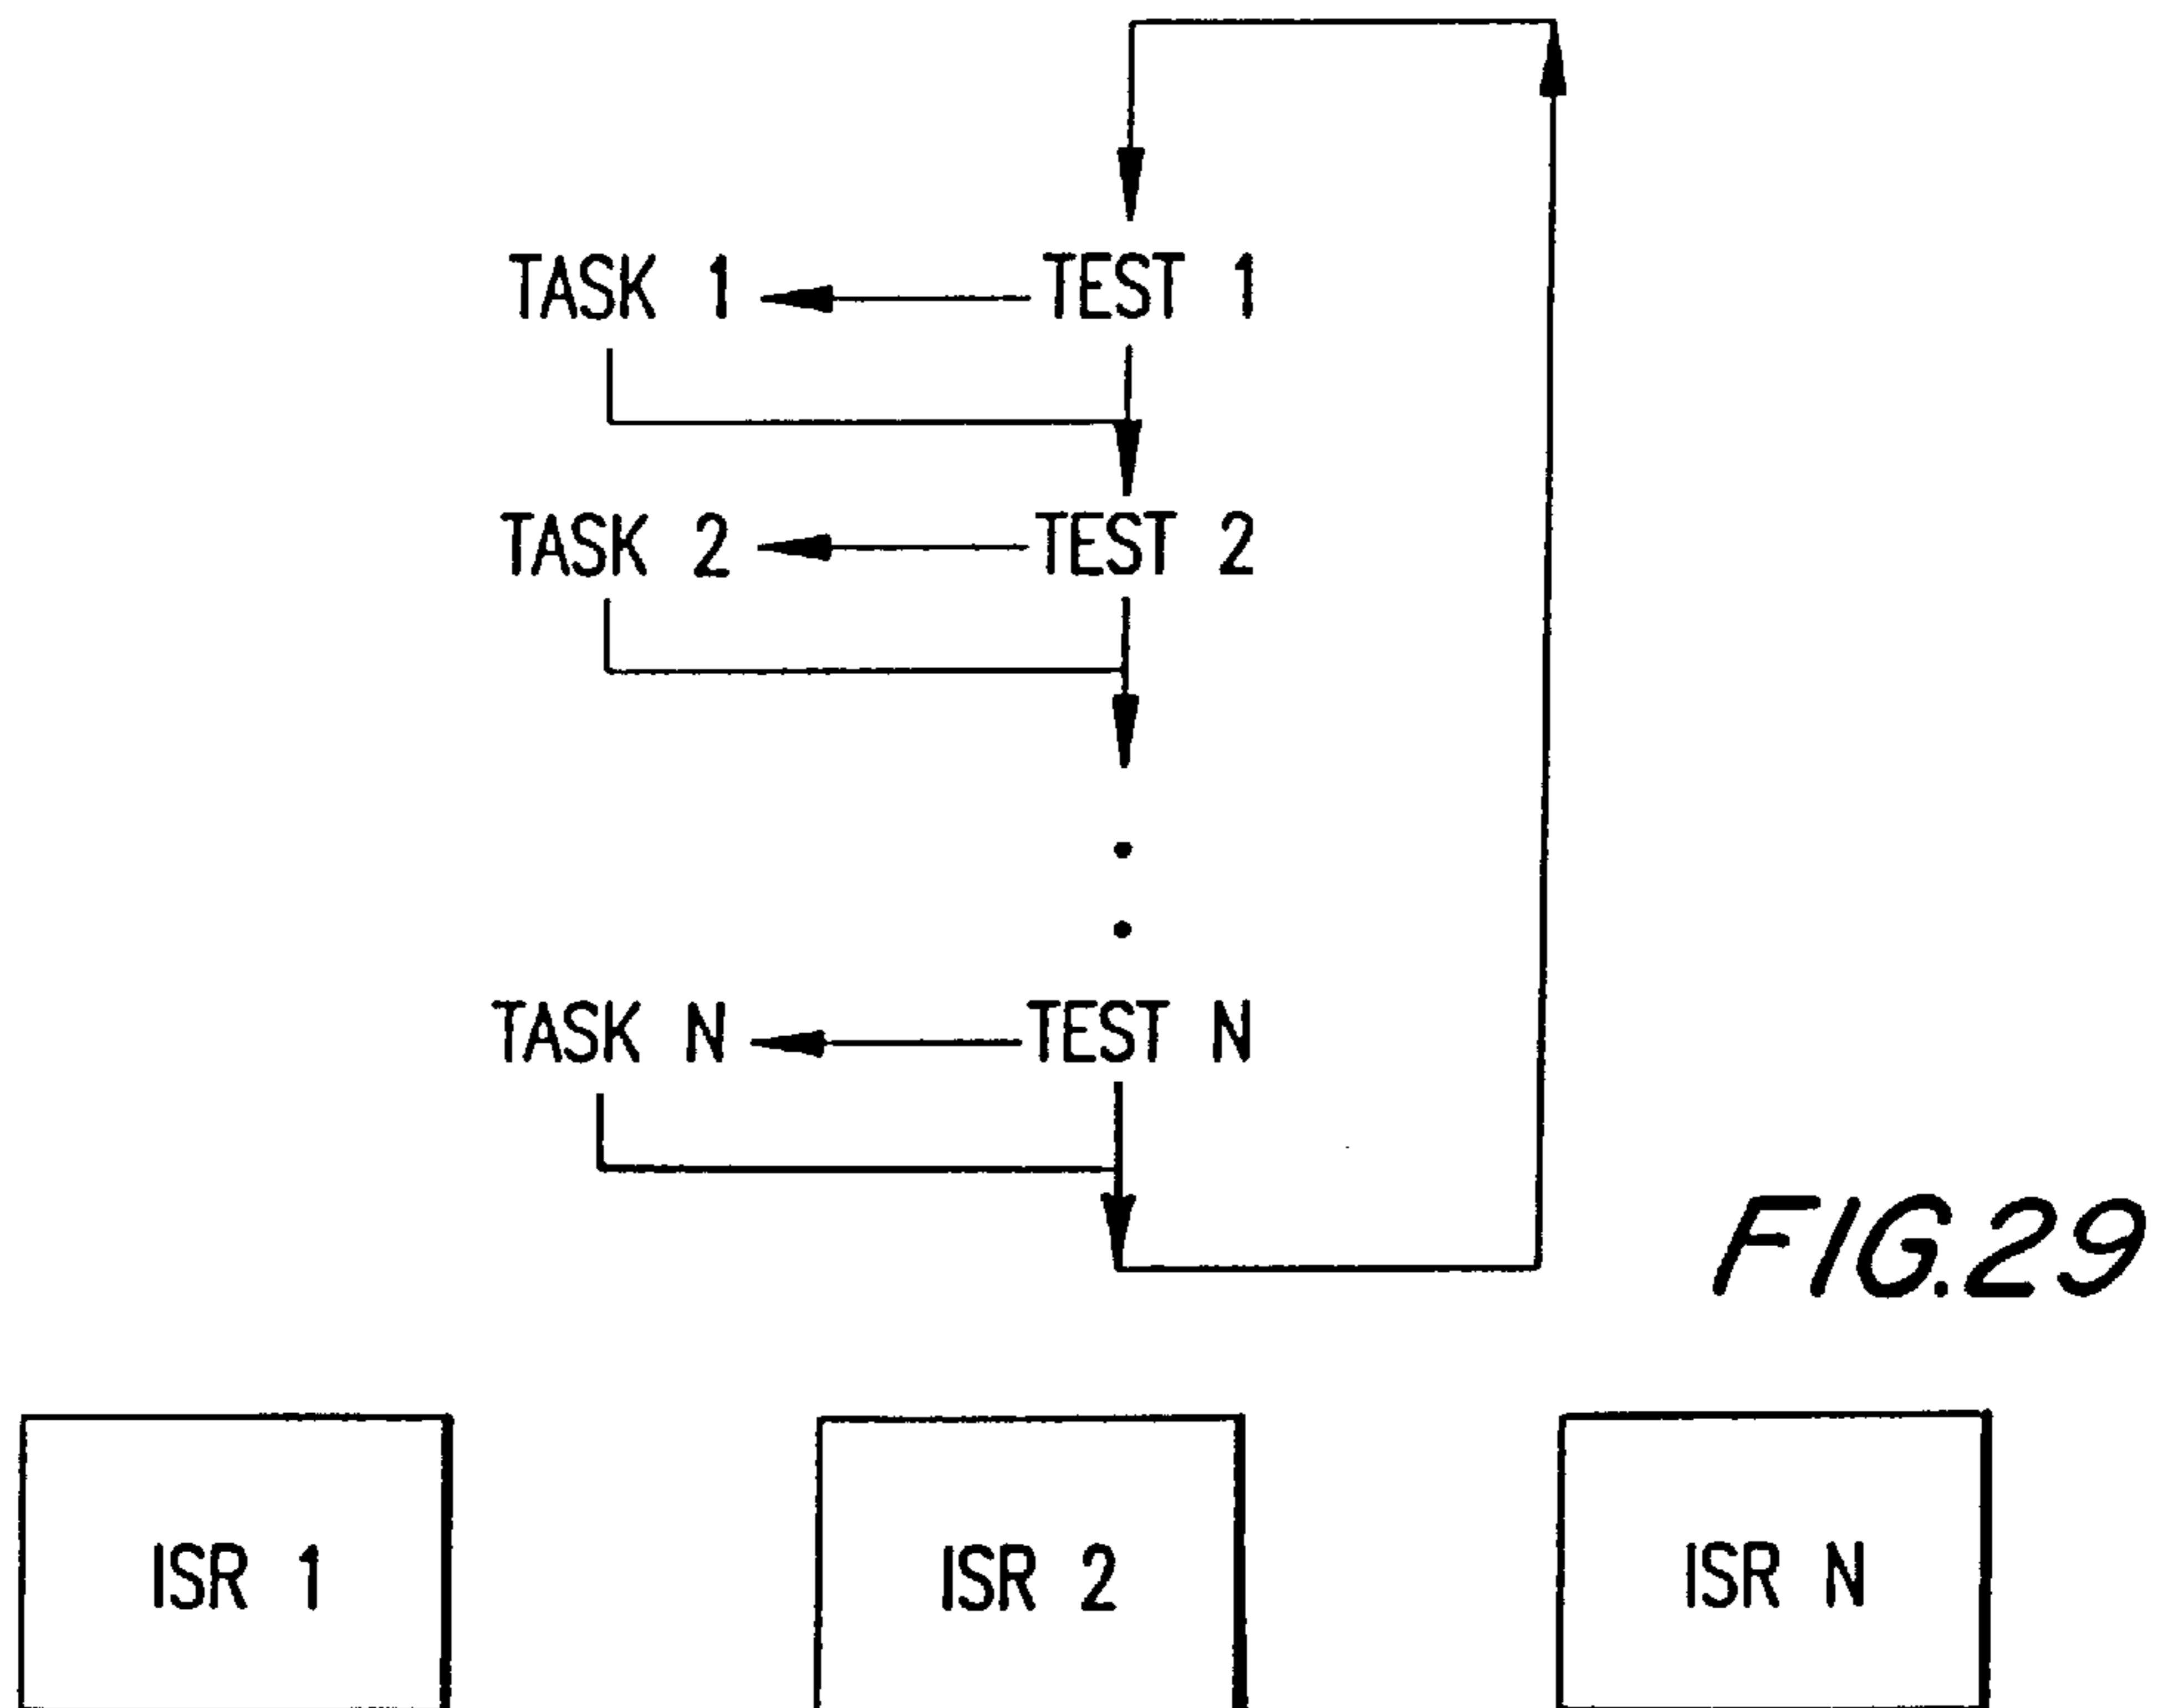 TASK 1 TEST 1
TASK 2 TEST 2
TASK N TEST N
FIG.29
ISR 1 ISR 2 ISR N